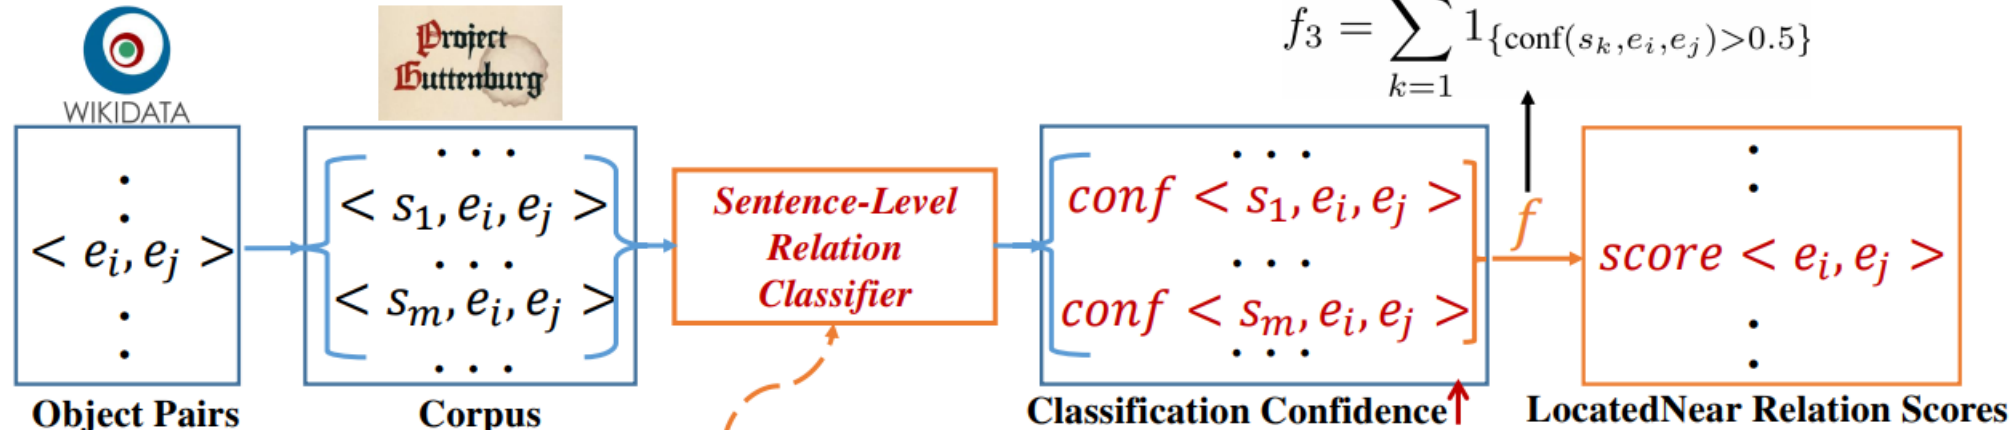 WIKIDATA
Project
Guttenburg
f₃ = ∑ 1{conf(sₖ,eᵢ,eⱼ)>0.5}
k=1
. . .
< s₁, eᵢ, eⱼ >
. . .
< sₘ, eᵢ, eⱼ >
. . .
< eᵢ, eⱼ >
Sentence-Level
Relation
Classifier
. . .
conf < s₁, eᵢ, eⱼ >
. . .
conf < sₘ, eᵢ, eⱼ >
. . .
f
score < eᵢ, eⱼ >
Object Pairs
Corpus
Classification Confidence
LocatedNear Relation Scores